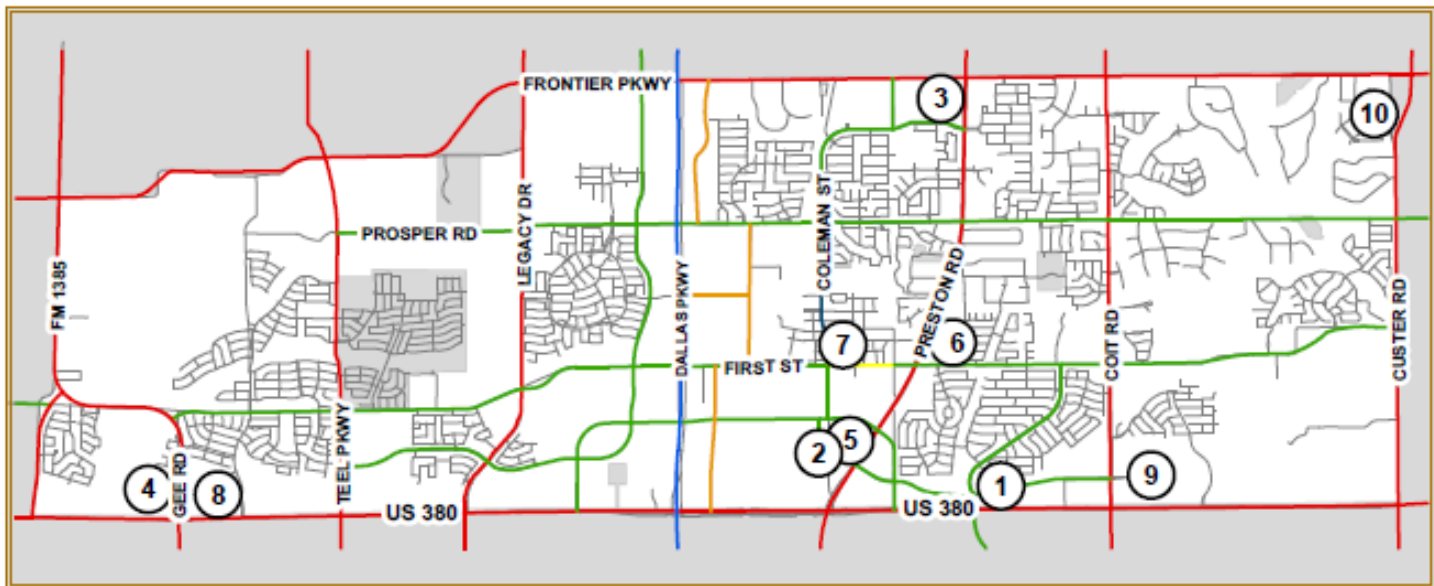 FRONTIER PKWY
3
10
COLEMAN ST
LEGACY DR
PROSPER RD
FM 1385
DALLAS PKWY
PRESTON RD
7
6
FIRST ST
COIT RD
CUSTER RD
TEEL PKWY
GEE RD
4
8
2
5
1
9
US 380
US 380